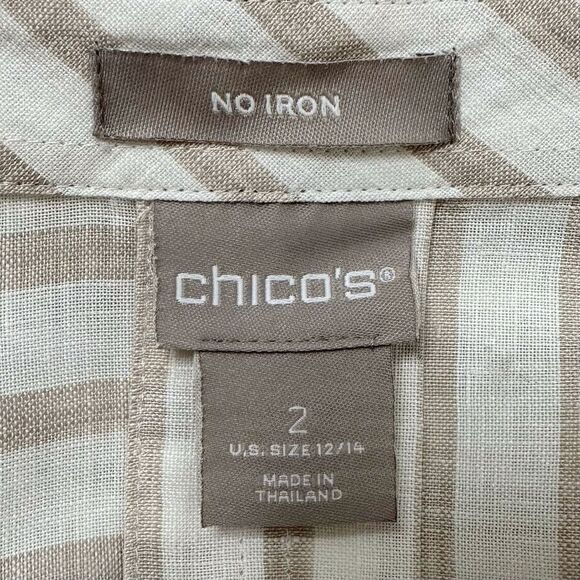 NO IRON
chico's®
2
U.S. SIZE 12/14
MADE IN
THAILAND